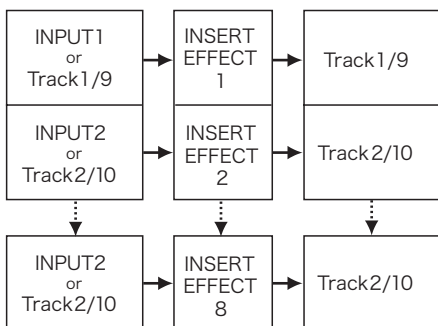 INPUT1
or
Track1/9
INSERT
EFFECT
1
Track1/9
INPUT2
or
Track2/10
INSERT
EFFECT
2
Track2/10
INPUT2
or
Track2/10
INSERT
EFFECT
8
Track2/10